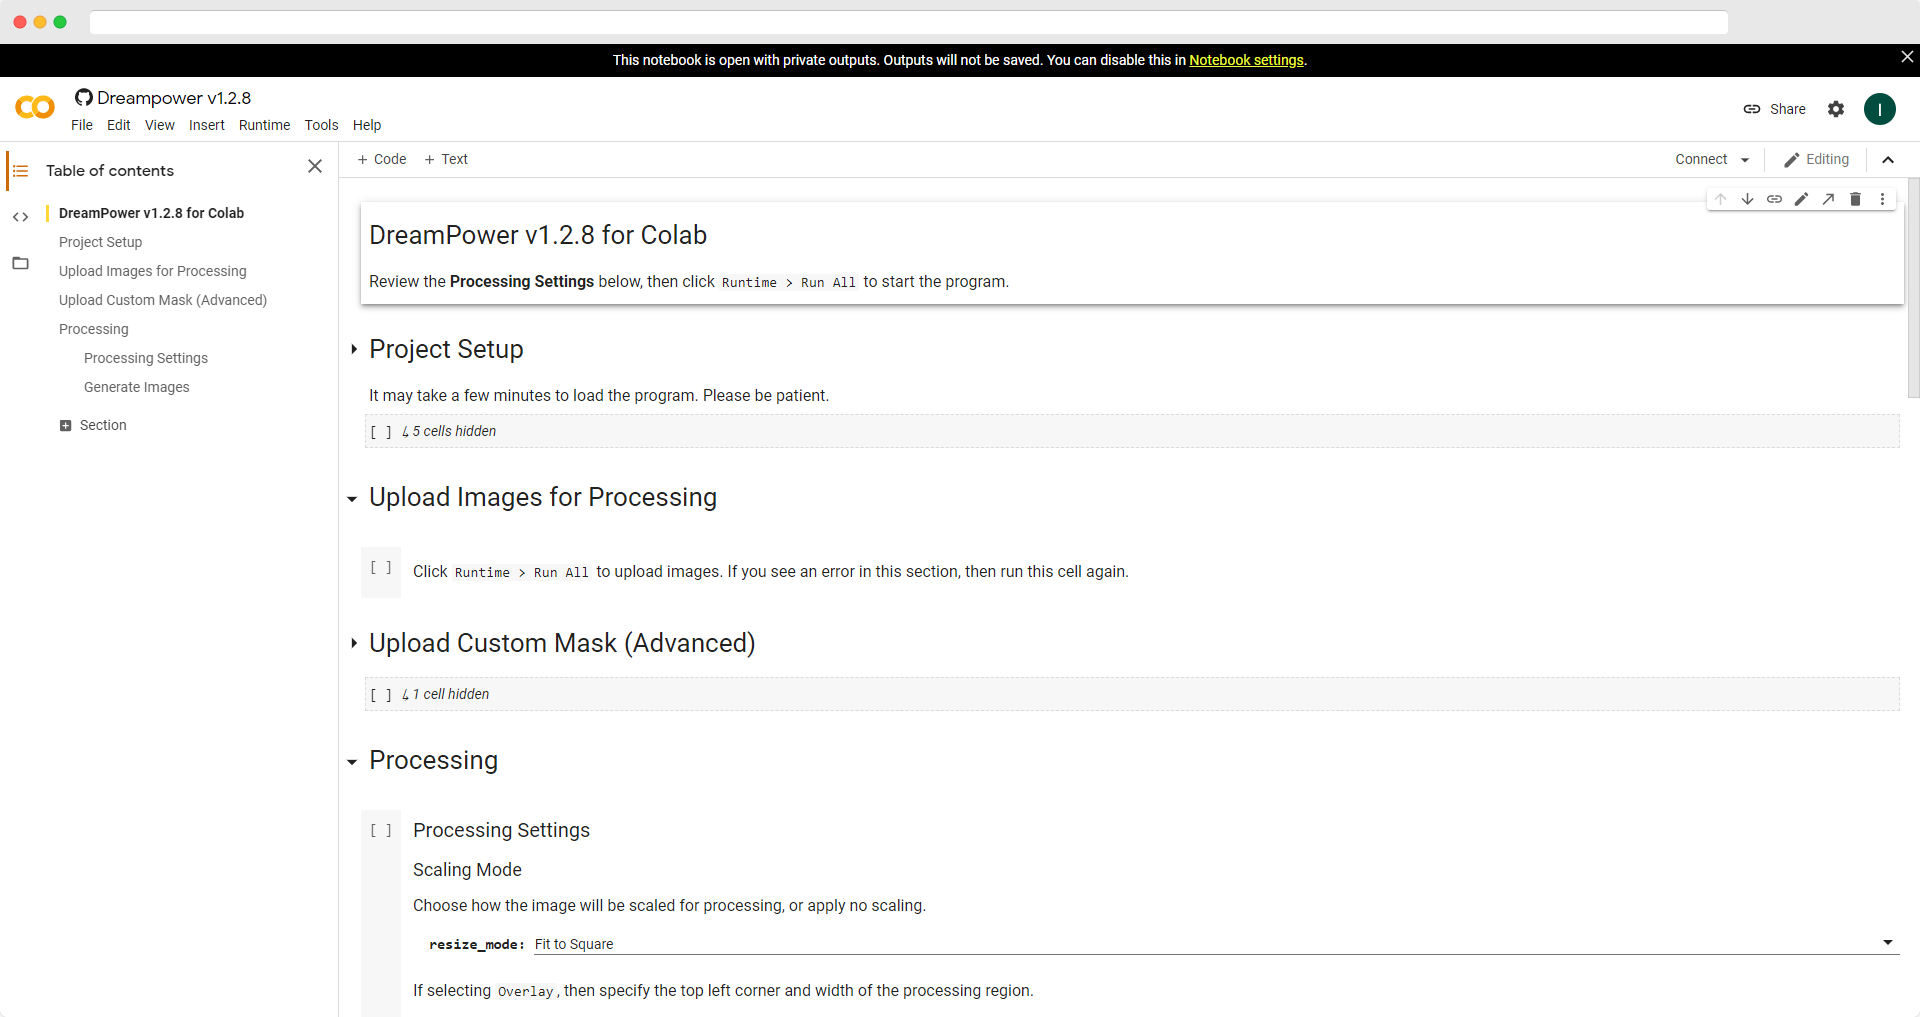 This notebook is open with private outputs. Outputs will not be saved. You can disable this in Notebook settings.
Dreampower v1.2.8
File Edit View Insert Runtime Tools Help
Share
I
Table of contents
DreamPower v1.2.8 for Colab
Project Setup
Upload Images for Processing
Upload Custom Mask (Advanced)
Processing
Processing Settings
Generate Images
Section
+ Code + Text
Connect
Editing
DreamPower v1.2.8 for Colab
Review the Processing Settings below, then click Runtime > Run All to start the program.
Project Setup
It may take a few minutes to load the program. Please be patient.
[ ] ↳ 5 cells hidden
Upload Images for Processing
[ ] Click Runtime > Run All to upload images. If you see an error in this section, then run this cell again.
Upload Custom Mask (Advanced)
[ ] ↳ 1 cell hidden
Processing
[ ] Processing Settings
Scaling Mode
Choose how the image will be scaled for processing, or apply no scaling.
resize_mode: Fit to Square
If selecting Overlay, then specify the top left corner and width of the processing region.